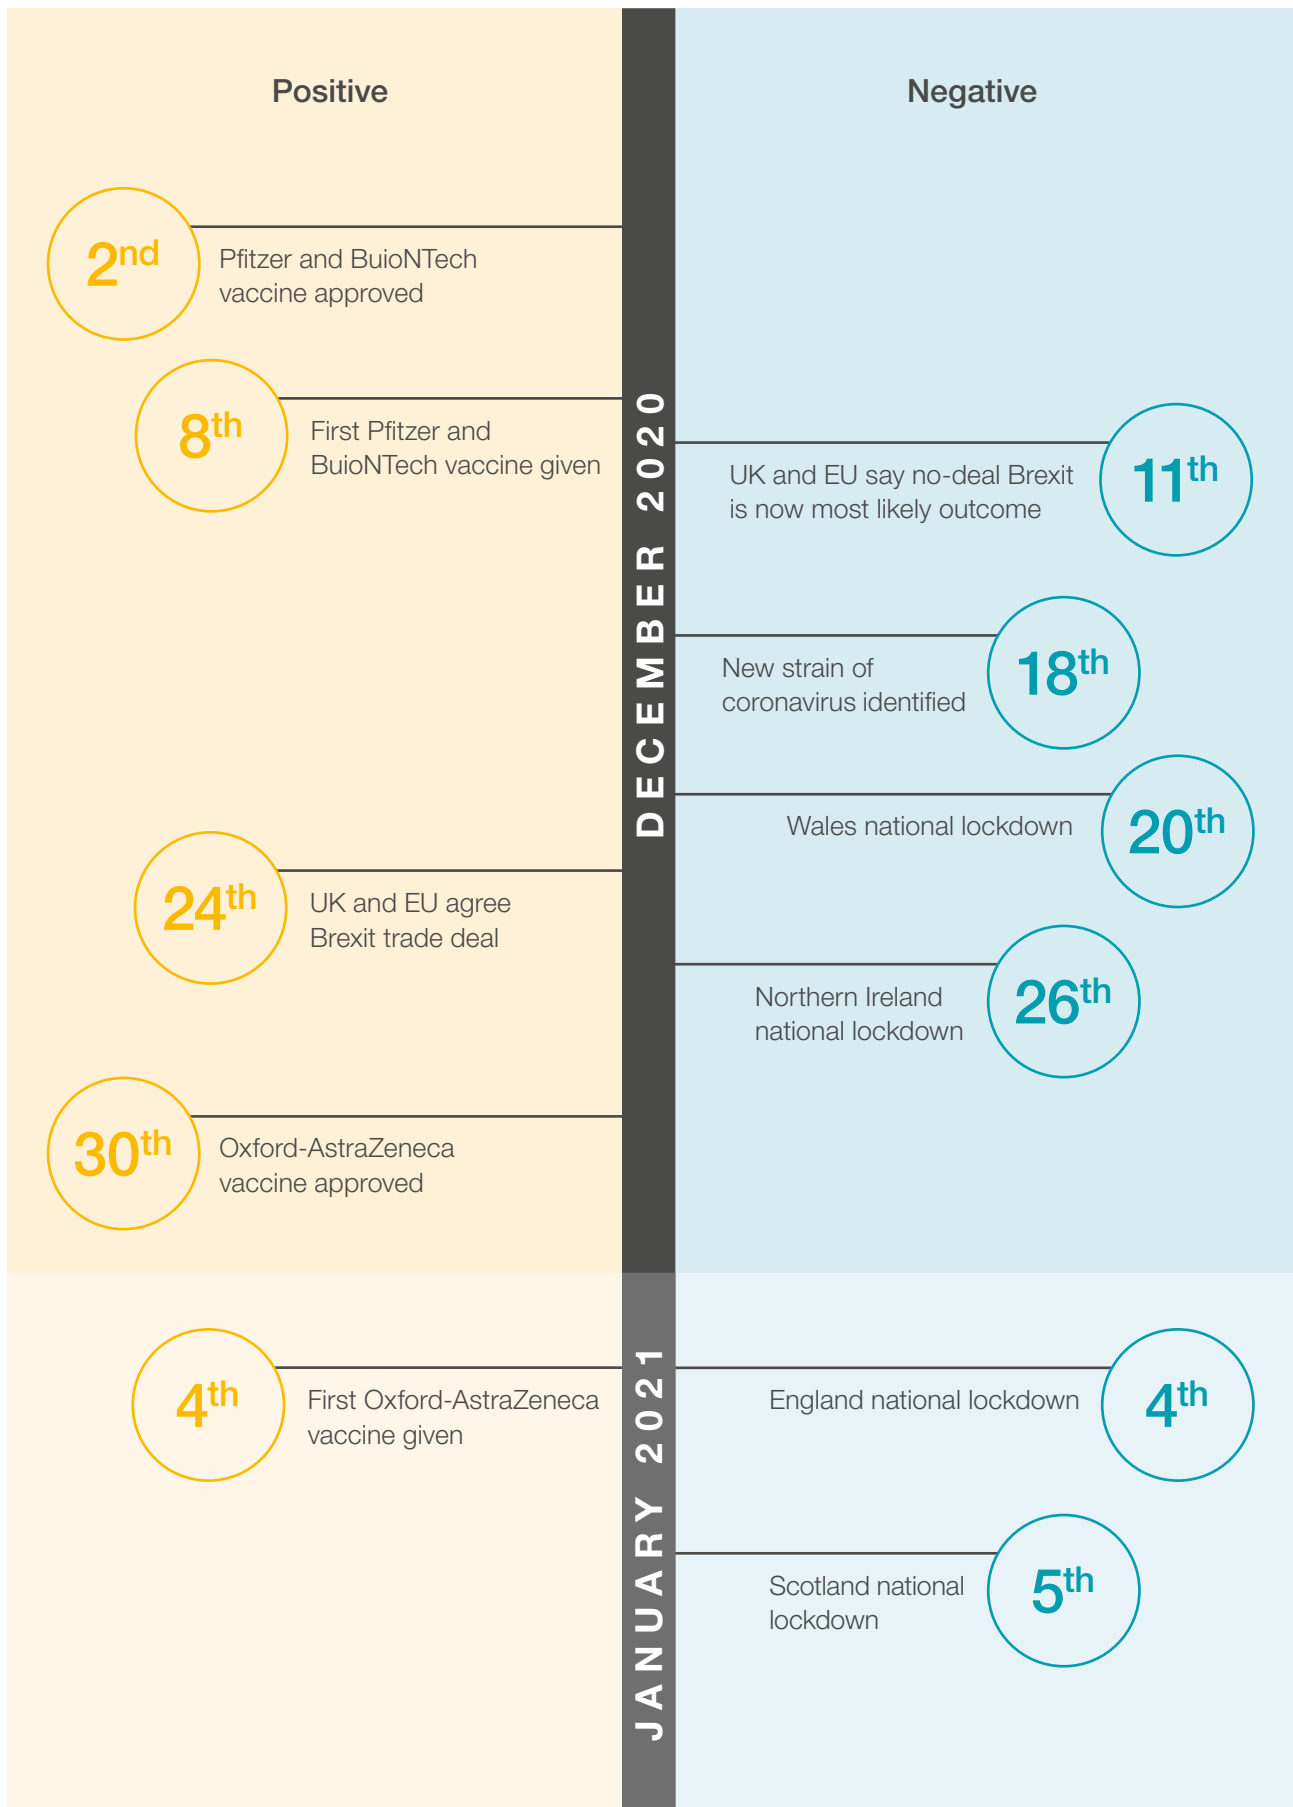 Positive
Negative
2nd
Pfitzer and BuioNTech
vaccine approved
8th
First Pfitzer and
BuioNTech vaccine given
11th
UK and EU say no-deal Brexit
is now most likely outcome
18th
New strain of
coronavirus identified
20th
Wales national lockdown
24th
UK and EU agree
Brexit trade deal
26th
Northern Ireland
national lockdown
30th
Oxford-AstraZeneca
vaccine approved
DECEMBER 2020
4th
First Oxford-AstraZeneca
vaccine given
England national lockdown
4th
Scotland national
lockdown
5th
JANUARY 2021